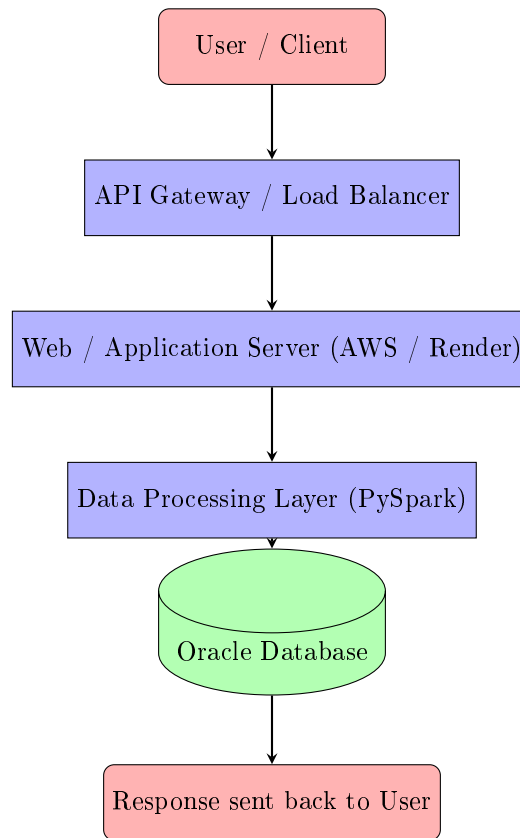 User / Client
API Gateway / Load Balancer
Web / Application Server (AWS / Render)
Data Processing Layer (PySpark)
Oracle Database
Response sent back to User